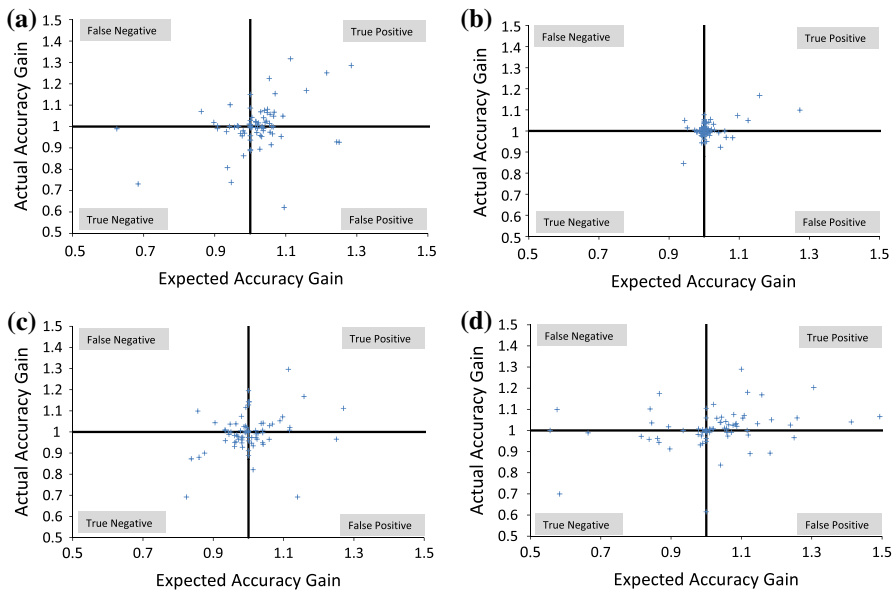 (a)
Actual Accuracy Gain
1.5
1.4
1.3
1.2
1.1
1
0.9
0.8
0.7
0.6
0.5
False Negative
True Positive
True Negative
False Positive
0.5 0.7 0.9 1.1 1.3 1.5
Expected Accuracy Gain
(b)
Actual Accuracy Gain
1.5
1.4
1.3
1.2
1.1
1
0.9
0.8
0.7
0.6
0.5
False Negative
True Positive
True Negative
False Positive
0.5 0.7 0.9 1.1 1.3 1.5
Expected Accuracy Gain
(c)
Actual Accuracy Gain
1.5
1.4
1.3
1.2
1.1
1
0.9
0.8
0.7
0.6
0.5
False Negative
True Positive
True Negative
False Positive
0.5 0.7 0.9 1.1 1.3 1.5
Expected Accuracy Gain
(d)
Actual Accuracy Gain
1.5
1.4
1.3
1.2
1.1
1
0.9
0.8
0.7
0.6
0.5
False Negative
True Positive
True Negative
False Positive
0.5 0.7 0.9 1.1 1.3 1.5
Expected Accuracy Gain